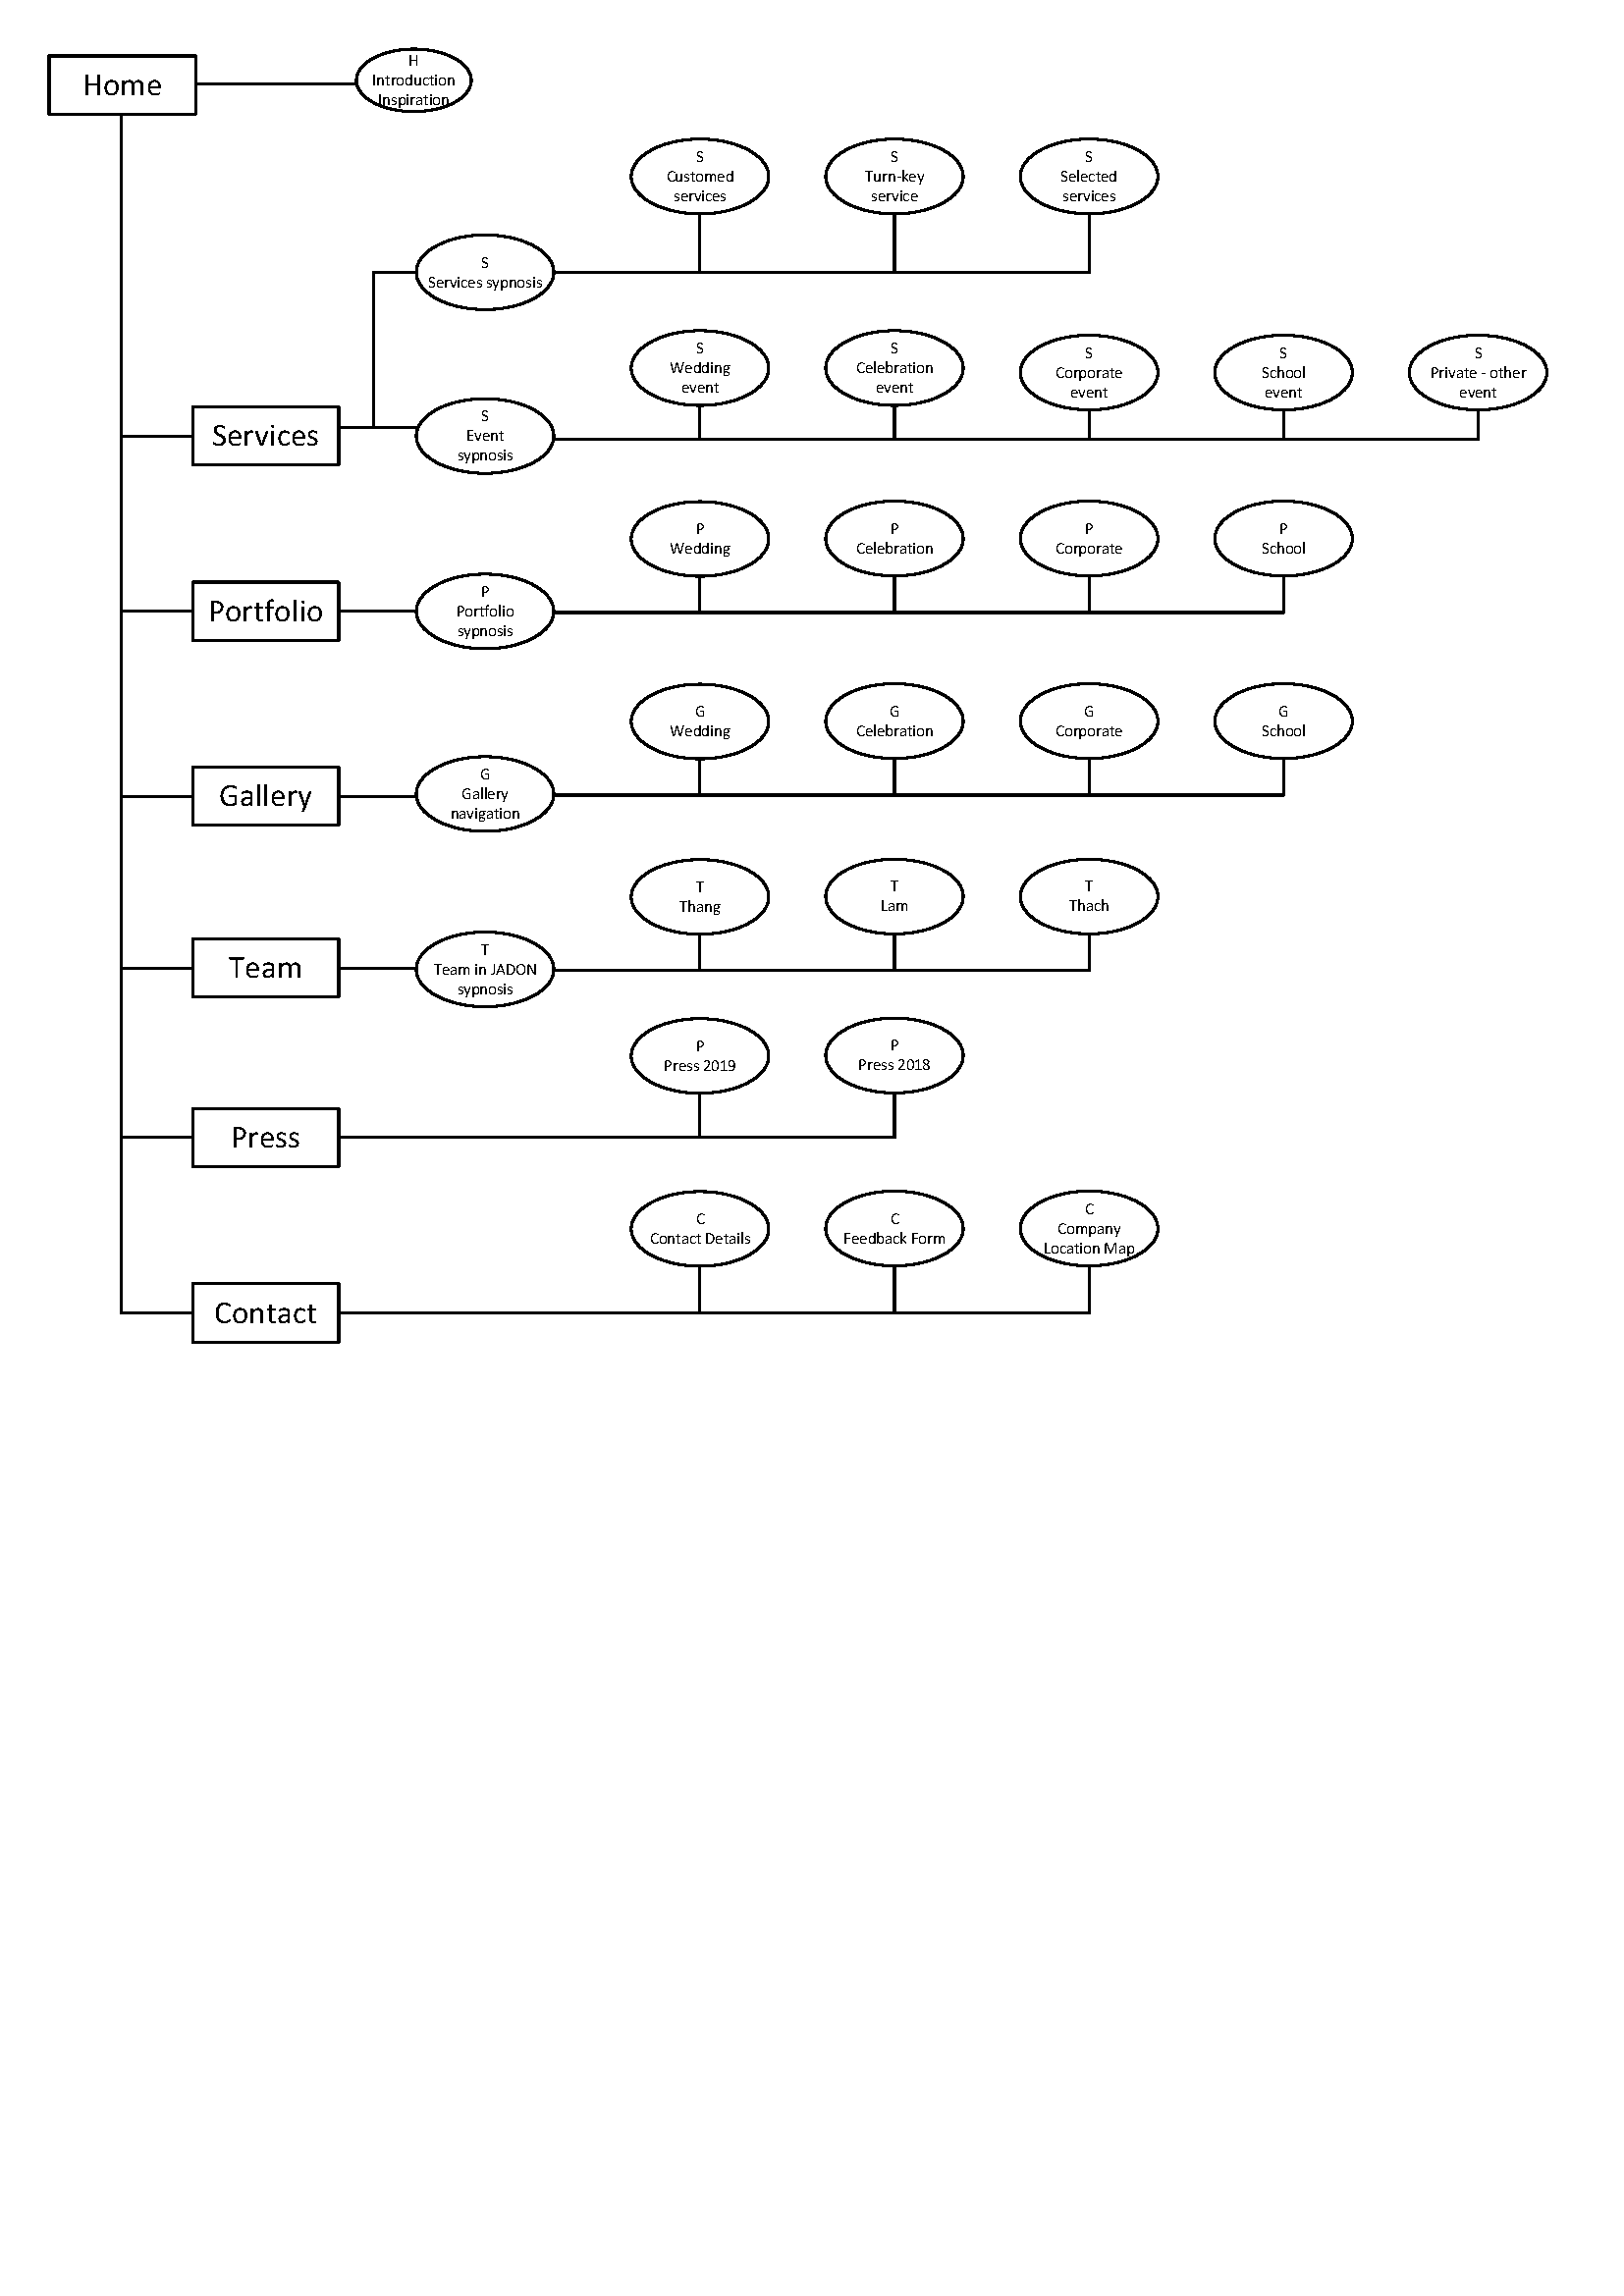 Home
H
Introduction
Inspiration
S
Customed
services
S
Turn-key
service
S
Selected
services
S
Services sypnosis
S
Wedding
event
S
Celebration
event
S
Corporate
event
S
School
event
S
Private - other
event
Services
S
Event
sypnosis
P
Wedding
P
Celebration
P
Corporate
P
School
Portfolio
P
Portfolio
sypnosis
G
Wedding
G
Celebration
G
Corporate
G
School
Gallery
G
Gallery
navigation
T
Thang
T
Lam
T
Thach
Team
T
Team in JADON
sypnosis
P
Press 2019
P
Press 2018
Press
C
Contact Details
C
Feedback Form
C
Company
Location Map
Contact